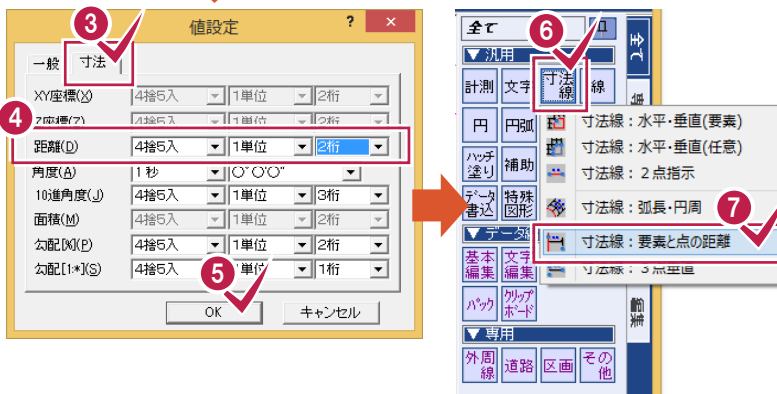 3
値設定 ? ×
一般 寸法
XY座標(X) 4捨5入 1単位 2桁
Z座標(Z) 4捨5入 1単位 2桁
4
距離(D) 4捨5入 1単位 2桁
角度(A) 1秒 O°O'O"
10進角度(J) 4捨5入 1単位 3桁
面積(M) 4捨5入 1単位 2桁
勾配[%](P) 4捨5入 1単位 2桁
勾配[1:*](S) 4捨5入 1単位 1桁
5
OK キャンセル
6
全て
全て
▼ 汎用
計測 文字 寸法線 線
円 円弧
ハッチ塗り 補助
データ書込 特殊図形
基本編集 文字編集
パック クリップボード
▼ 専用
外周線 道路 区画 その他
寸法線:水平・垂直(要素)
寸法線:水平・垂直(任意)
寸法線:2点指示
寸法線:弧長・円周
7
寸法線:要素と点の距離
寸法線:3点垂直
編集